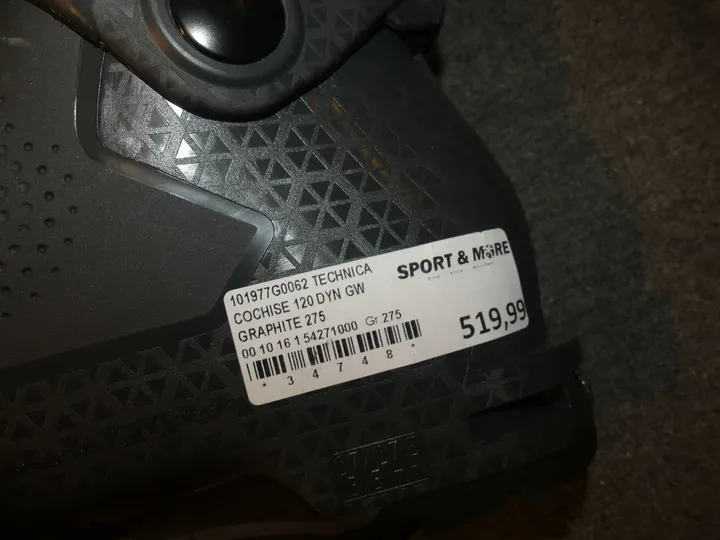 101977G0062 TECHNICA
COCHISE 120 DYN GW
GRAPHITE 275
00 10 16 1 54271000 Gr.275
* 3 4 7 4 8 *
SPORT & MORE
519,99